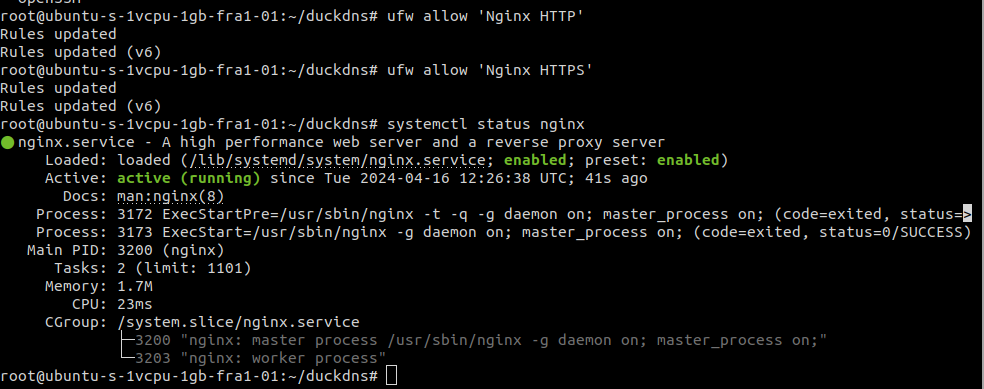 openssh
root@ubuntu-s-1vcpu-1gb-fra1-01:~/duckdns# ufw allow 'Nginx HTTP'
Rules updated
Rules updated (v6)
root@ubuntu-s-1vcpu-1gb-fra1-01:~/duckdns# ufw allow 'Nginx HTTPS'
Rules updated
Rules updated (v6)
root@ubuntu-s-1vcpu-1gb-fra1-01:~/duckdns# systemctl status nginx
● nginx.service - A high performance web server and a reverse proxy server
Loaded: loaded (/lib/systemd/system/nginx.service; enabled; preset: enabled)
Active: active (running) since Tue 2024-04-16 12:26:38 UTC; 41s ago
Docs: man:nginx(8)
Process: 3172 ExecStartPre=/usr/sbin/nginx -t -q -g daemon on; master_process on; (code=exited, status=>
Process: 3173 ExecStart=/usr/sbin/nginx -g daemon on; master_process on; (code=exited, status=0/SUCCESS)
Main PID: 3200 (nginx)
Tasks: 2 (limit: 1101)
Memory: 1.7M
CPU: 23ms
CGroup: /system.slice/nginx.service
├─3200 "nginx: master process /usr/sbin/nginx -g daemon on; master_process on;"
└─3203 "nginx: worker process"
root@ubuntu-s-1vcpu-1gb-fra1-01:~/duckdns#